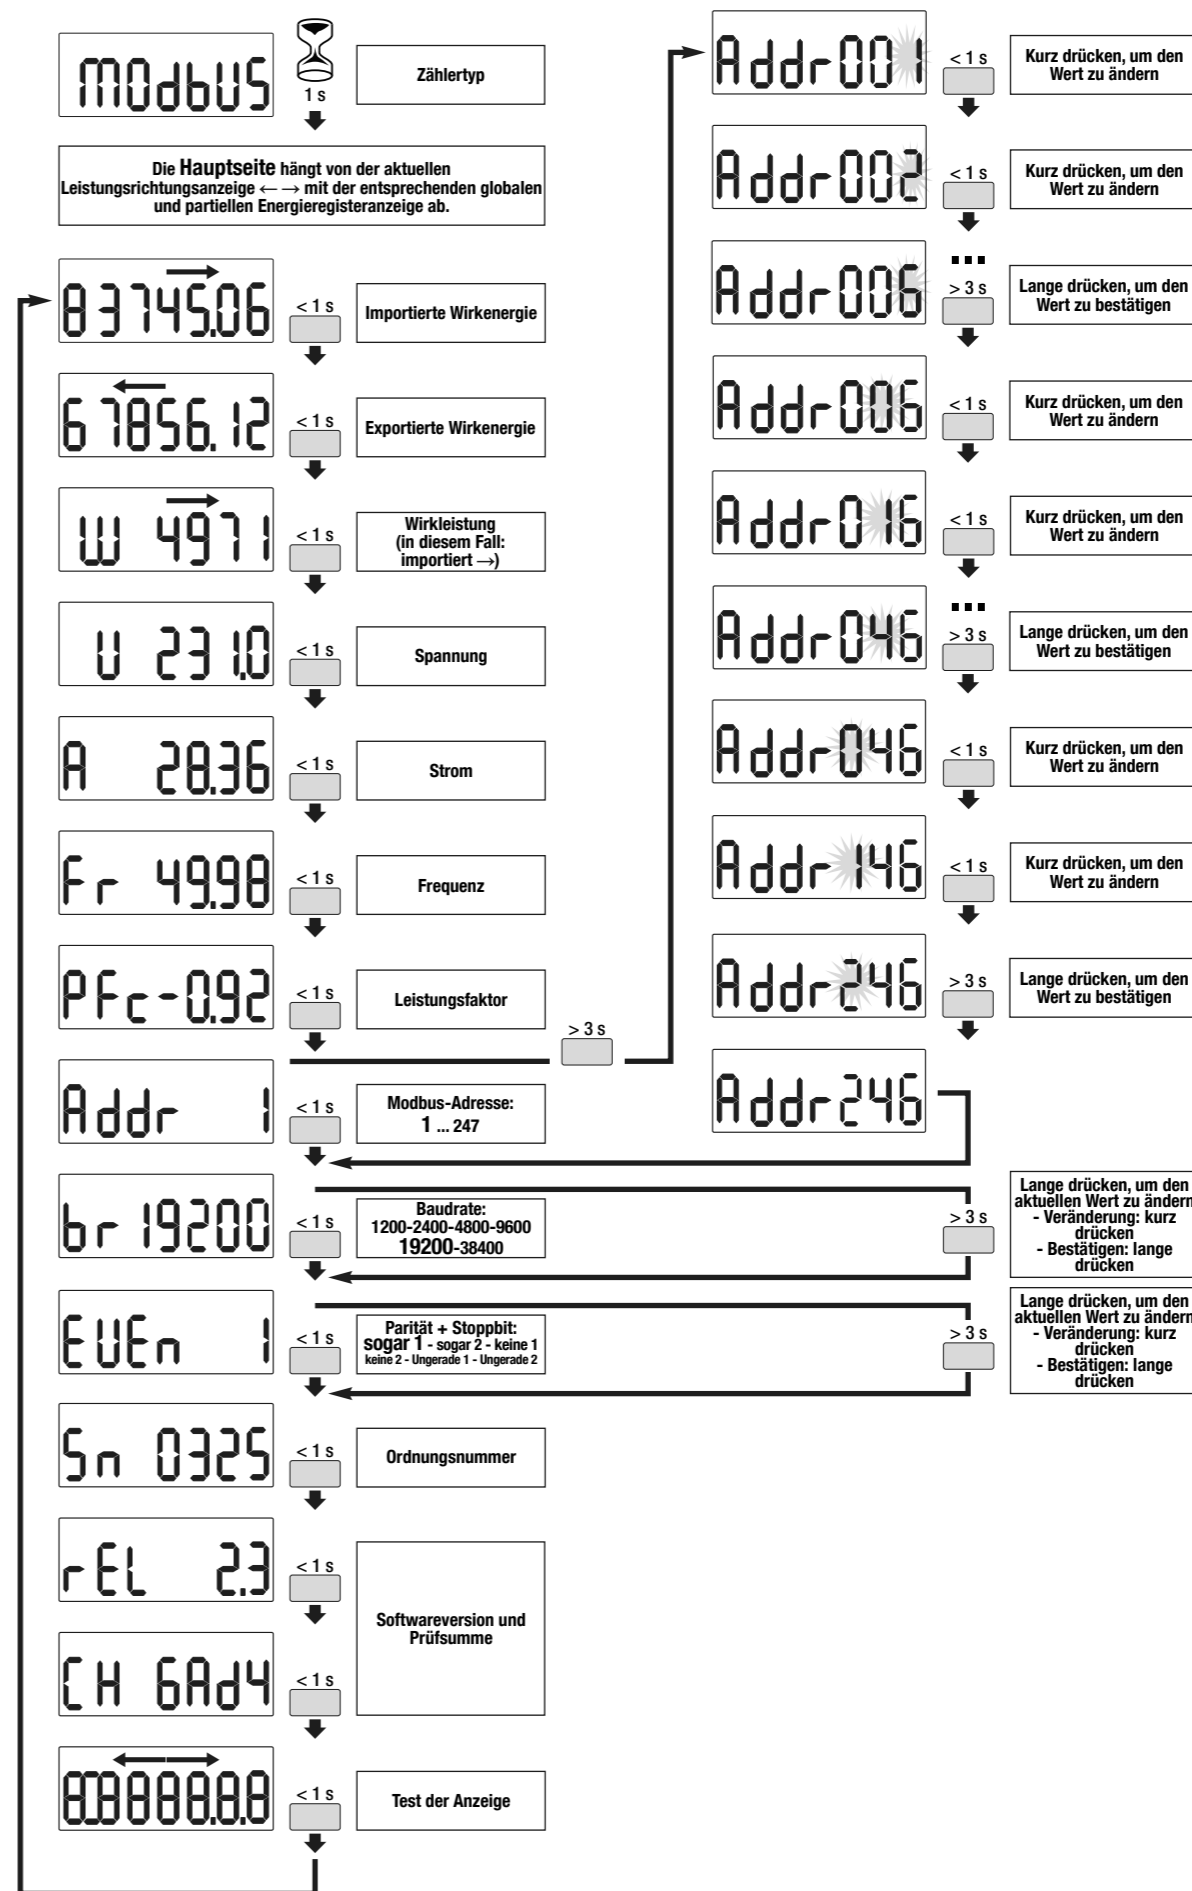 MOdbUS
1 s
Zählertyp
Die Hauptseite hängt von der aktuellen
Leistungsrichtungsanzeige ←→ mit der entsprechenden globalen
und partiellen Energieregisteranzeige ab.
83745.06
< 1 s
Importierte Wirkenergie
67856.12
< 1 s
Exportierte Wirkenergie
W 4971
< 1 s
Wirkleistung
(in diesem Fall:
importiert →)
U 231.0
< 1 s
Spannung
A 28.36
< 1 s
Strom
Fr 49.98
< 1 s
Frequenz
PFc-0.92
< 1 s
Leistungsfaktor
> 3 s
Addr 1
< 1 s
Modbus-Adresse:
1 ... 247
br 19200
< 1 s
Baudrate:
1200-2400-4800-9600
19200-38400
> 3 s
Lange drücken, um den
aktuellen Wert zu ändern
- Veränderung: kurz
drücken
- Bestätigen: lange
drücken
EUEn 1
< 1 s
Parität + Stoppbit:
sogar 1 - sogar 2 - keine 1
keine 2 - Ungerade 1 - Ungerade 2
> 3 s
Lange drücken, um den
aktuellen Wert zu ändern
- Veränderung: kurz
drücken
- Bestätigen: lange
drücken
Sn 0325
< 1 s
Ordnungsnummer
rEL 2.3
< 1 s
Softwareversion und
Prüfsumme
CH 6Ad4
< 1 s
888888.8.8
< 1 s
Test der Anzeige
Addr001
< 1 s
Kurz drücken, um den
Wert zu ändern
Addr002
< 1 s
Kurz drücken, um den
Wert zu ändern
Addr006
...
> 3 s
Lange drücken, um den
Wert zu bestätigen
Addr006
< 1 s
Kurz drücken, um den
Wert zu ändern
Addr016
< 1 s
Kurz drücken, um den
Wert zu ändern
Addr046
...
> 3 s
Lange drücken, um den
Wert zu bestätigen
Addr046
< 1 s
Kurz drücken, um den
Wert zu ändern
Addr146
< 1 s
Kurz drücken, um den
Wert zu ändern
Addr246
> 3 s
Lange drücken, um den
Wert zu bestätigen
Addr246